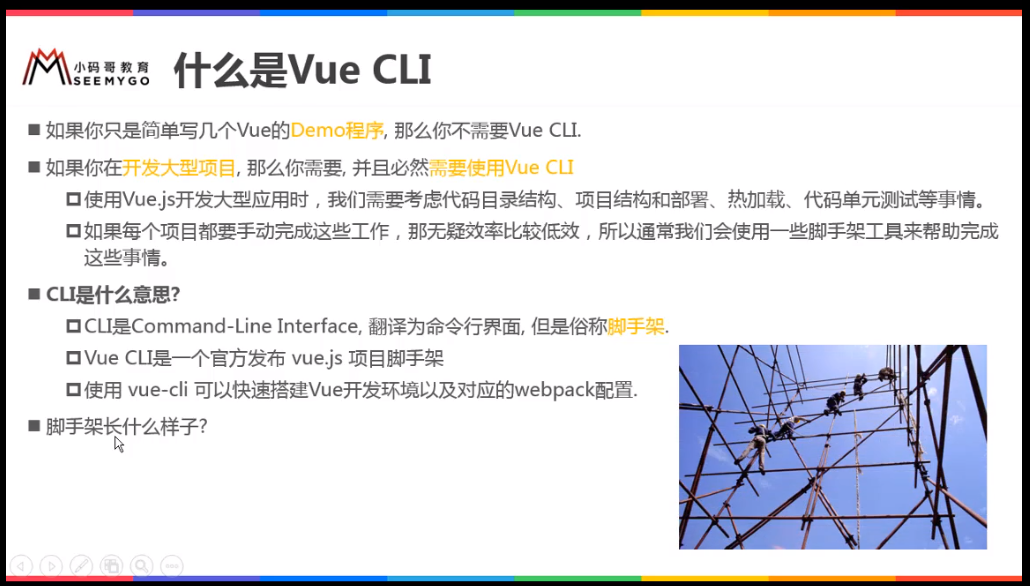 小码哥教育
SEEMYGO
什么是Vue CLI
如果你只是简单写几个Vue的Demo程序, 那么你不需要Vue CLI.
如果你在开发大型项目, 那么你需要, 并且必然需要使用Vue CLI
使用Vue.js开发大型应用时，我们需要考虑代码目录结构、项目结构和部署、热加载、代码单元测试等事情。
如果每个项目都要手动完成这些工作，那无疑效率比较低效，所以通常我们会使用一些脚手架工具来帮助完成
这些事情。
CLI是什么意思?
CLI是Command-Line Interface, 翻译为命令行界面, 但是俗称脚手架.
Vue CLI是一个官方发布 vue.js 项目脚手架
使用 vue-cli 可以快速搭建Vue开发环境以及对应的webpack配置.
脚手架长什么样子?